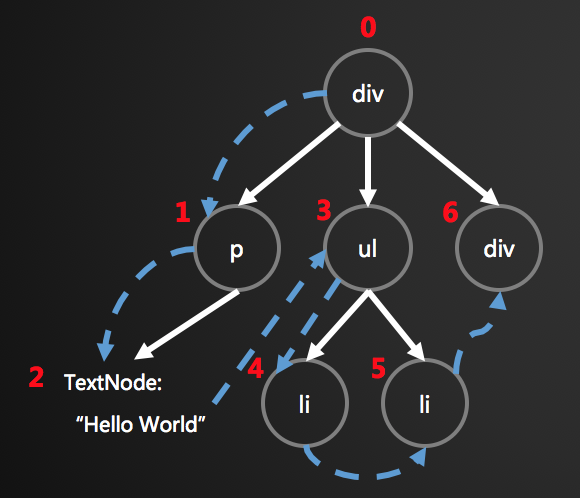 0
div
1
p
3
ul
6
div
2
TextNode:
“Hello World”
4
li
5
li